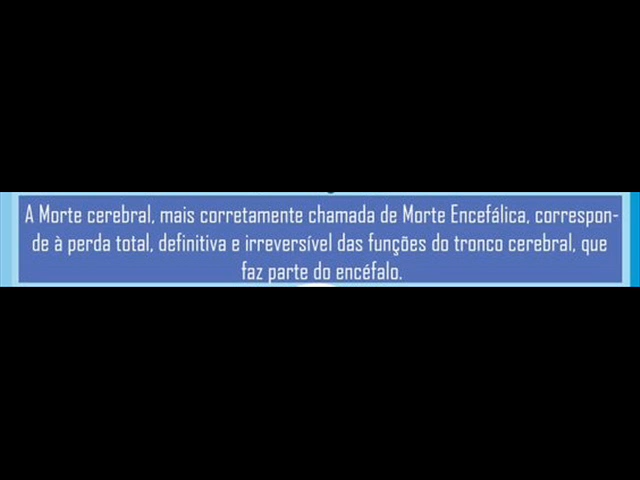 A Morte cerebral, mais corretamente chamada de Morte Encefálica, correspon-
de à perda total, definitiva e irreversível das funções do tronco cerebral, que
faz parte do encéfalo.